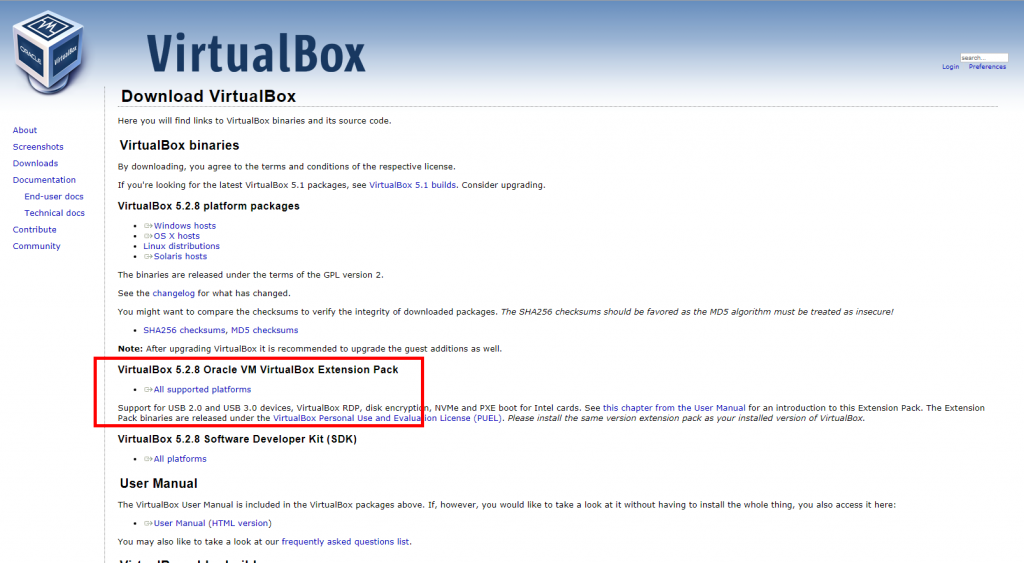 ORACLE
VirtualBox
VirtualBox
search...
Login Preferences
Download VirtualBox
Here you will find links to VirtualBox binaries and its source code.
About
Screenshots
Downloads
Documentation
End-user docs
Technical docs
Contribute
Community
VirtualBox binaries
By downloading, you agree to the terms and conditions of the respective license.
If you're looking for the latest VirtualBox 5.1 packages, see VirtualBox 5.1 builds. Consider upgrading.
VirtualBox 5.2.8 platform packages
• Windows hosts
• OS X hosts
• Linux distributions
• Solaris hosts
The binaries are released under the terms of the GPL version 2.
See the changelog for what has changed.
You might want to compare the checksums to verify the integrity of downloaded packages. The SHA256 checksums should be favored as the MD5 algorithm must be treated as insecure!
• SHA256 checksums, MD5 checksums
Note: After upgrading VirtualBox it is recommended to upgrade the guest additions as well.
VirtualBox 5.2.8 Oracle VM VirtualBox Extension Pack
• All supported platforms
Support for USB 2.0 and USB 3.0 devices, VirtualBox RDP, disk encryption, NVMe and PXE boot for Intel cards. See this chapter from the User Manual for an introduction to this Extension Pack. The Extension
Pack binaries are released under the VirtualBox Personal Use and Evaluation License (PUEL). Please install the same version extension pack as your installed version of VirtualBox.
VirtualBox 5.2.8 Software Developer Kit (SDK)
• All platforms
User Manual
The VirtualBox User Manual is included in the VirtualBox packages above. If, however, you would like to take a look at it without having to install the whole thing, you also access it here:
• User Manual (HTML version)
You may also like to take a look at our frequently asked questions list.